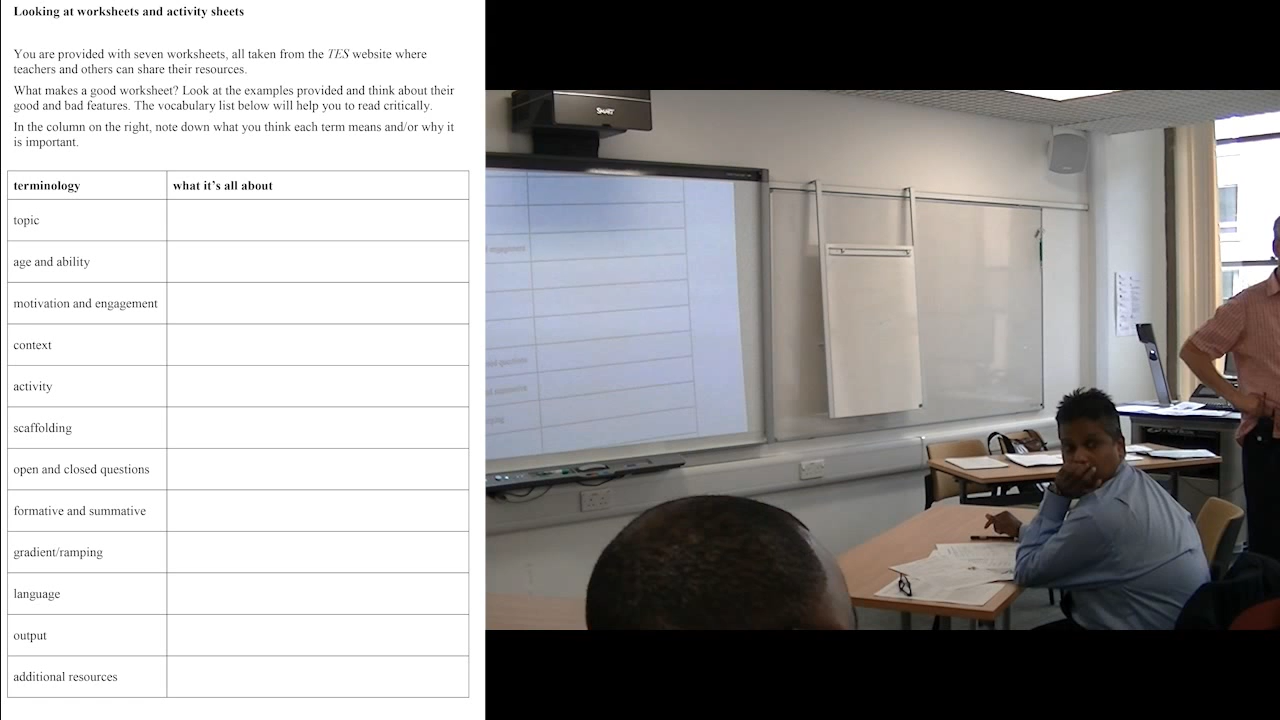 Looking at worksheets and activity sheets
You are provided with seven worksheets, all taken from the TES website where
teachers and others can share their resources.
What makes a good worksheet? Look at the examples provided and think about their
good and bad features. The vocabulary list below will help you to read critically.
In the column on the right, note down what you think each term means and/or why it
is important.
terminology what it’s all about
topic
age and ability
motivation and engagement
context
activity
scaffolding
open and closed questions
formative and summative
gradient/ramping
language
output
additional resources
SMART